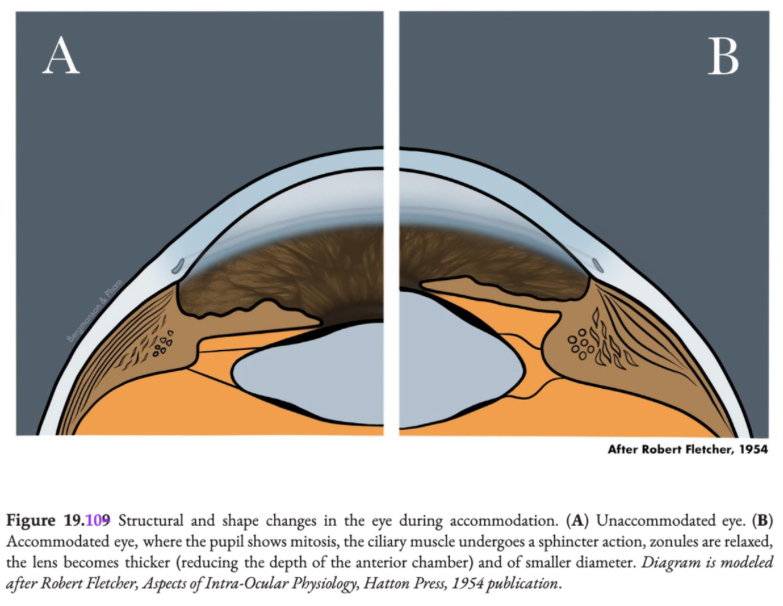 A
B
Bergmanson & Pham
After Robert Fletcher, 1954
Figure 19.109 Structural and shape changes in the eye during accommodation. (A) Unaccommodated eye. (B)
Accommodated eye, where the pupil shows mitosis, the ciliary muscle undergoes a sphincter action, zonules are relaxed,
the lens becomes thicker (reducing the depth of the anterior chamber) and of smaller diameter. Diagram is modeled
after Robert Fletcher, Aspects of Intra-Ocular Physiology, Hatton Press, 1954 publication.